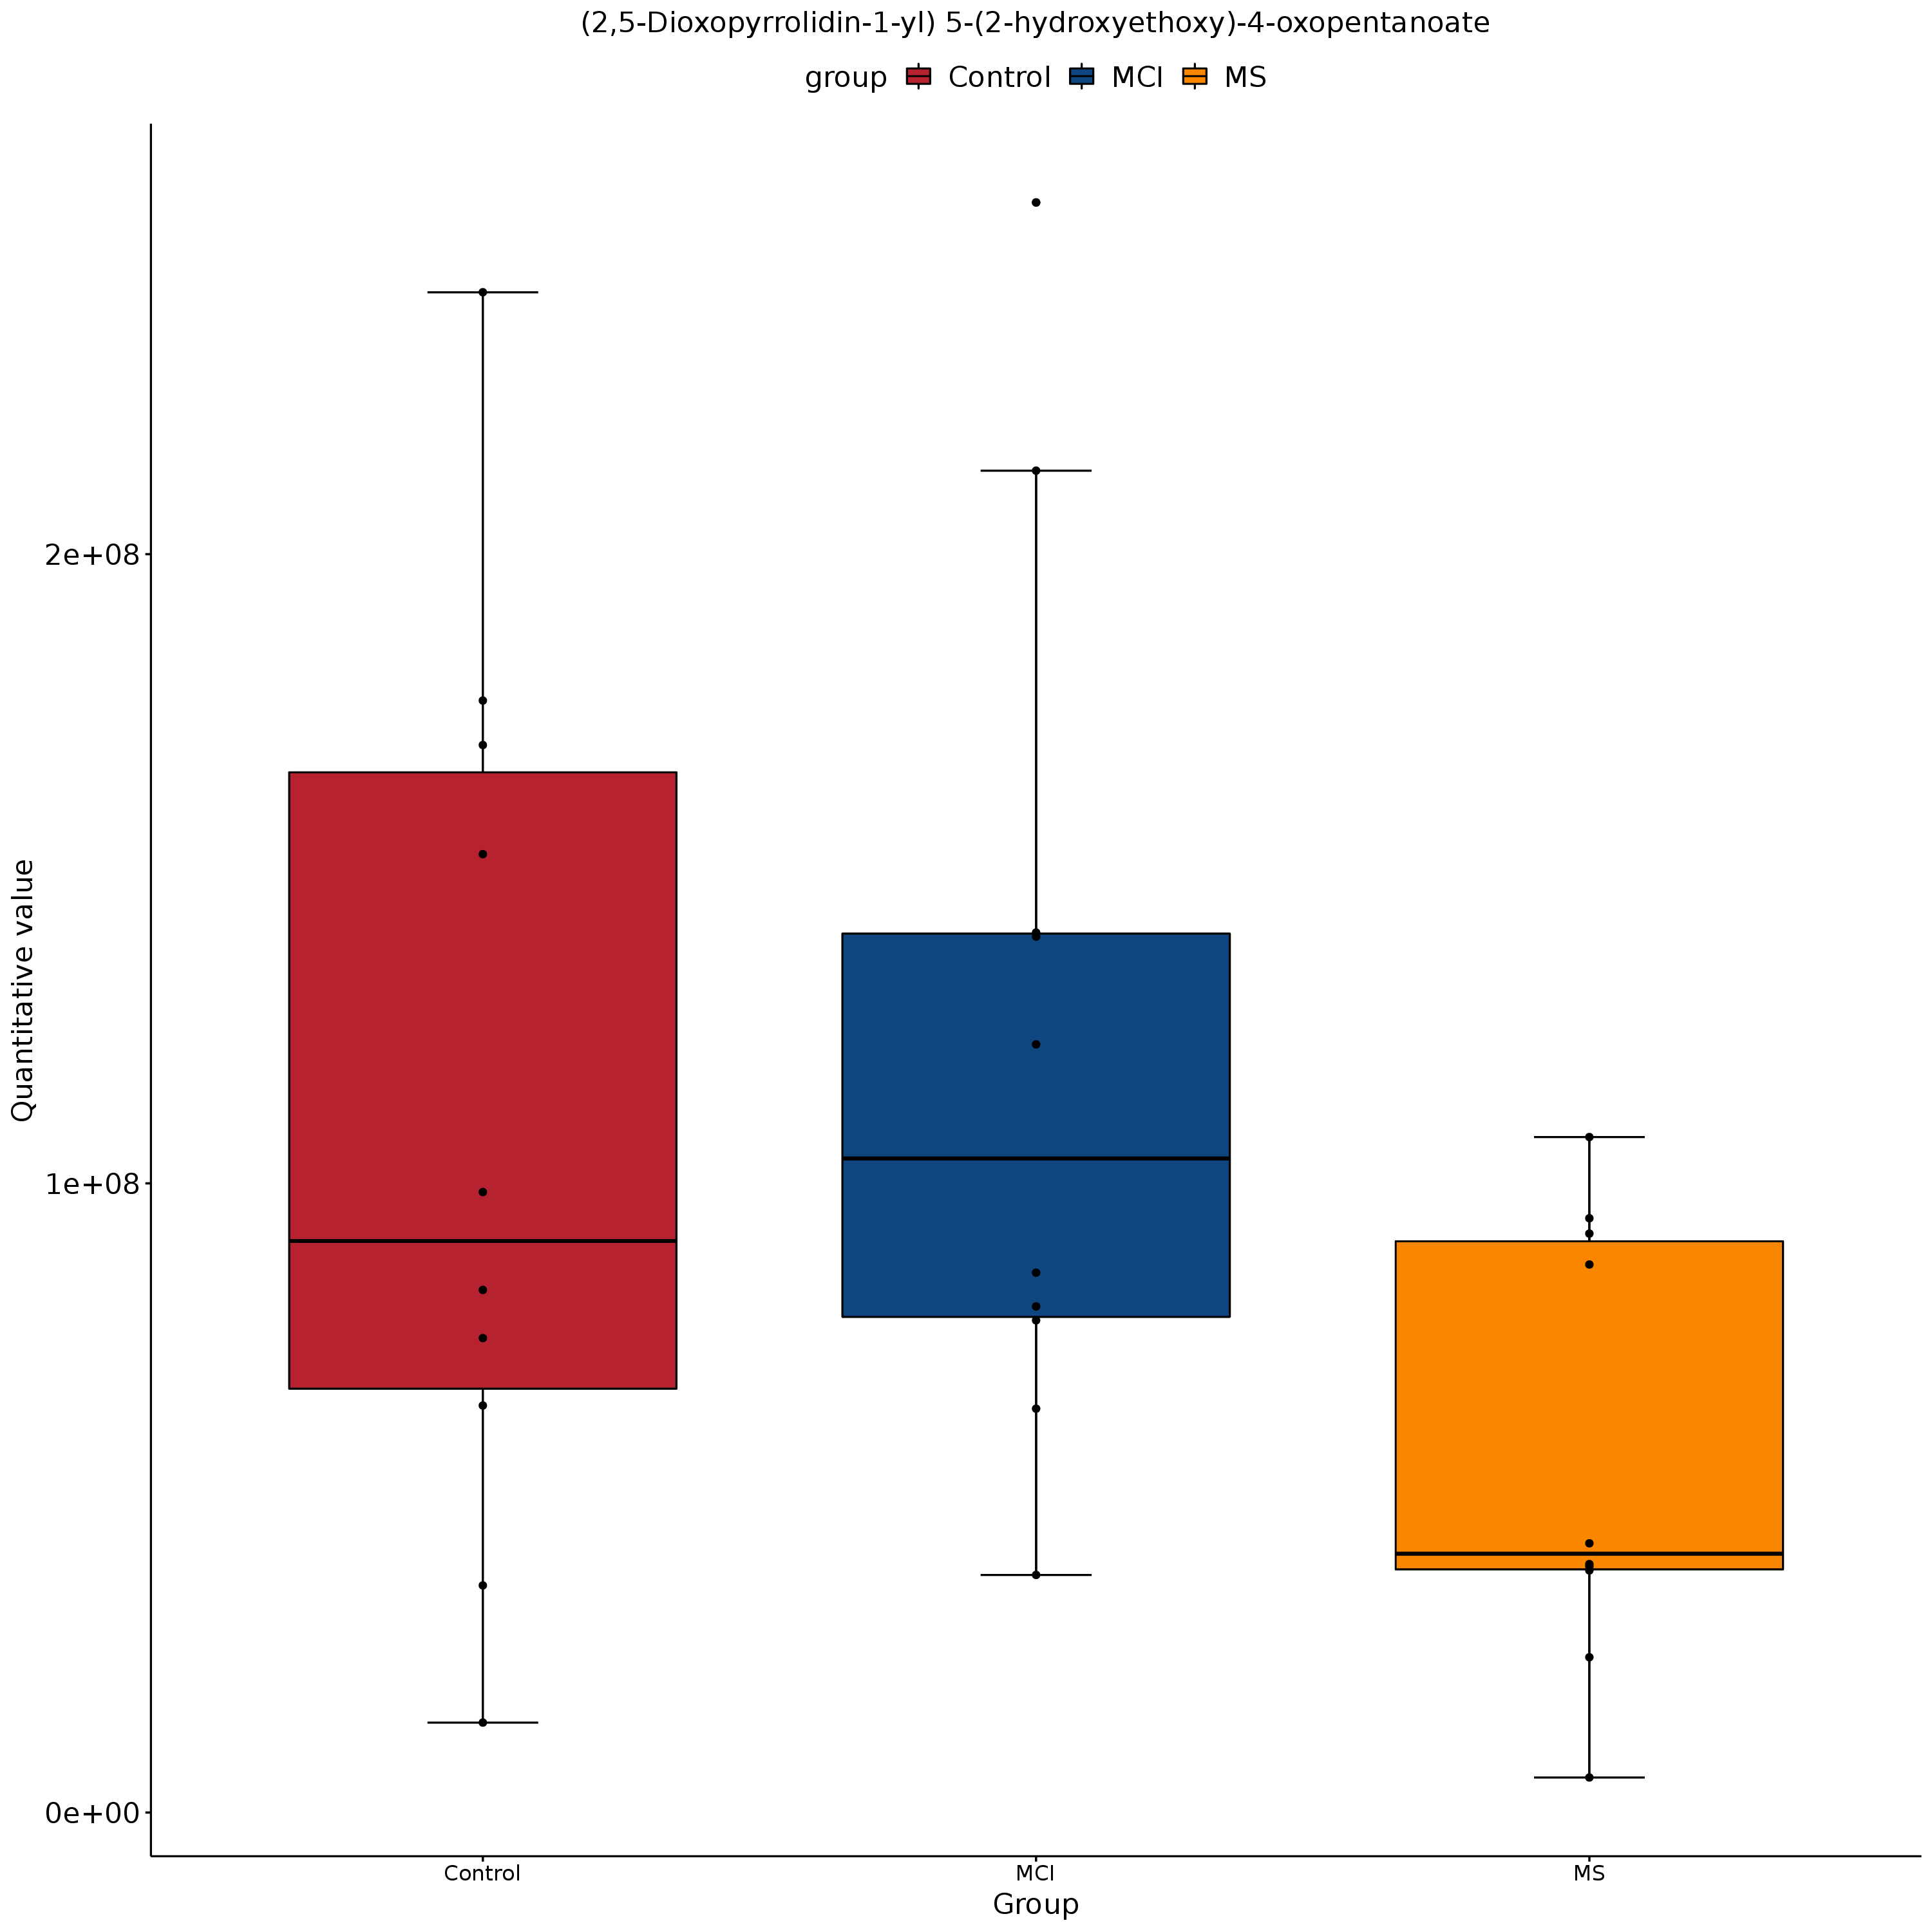 (2,5-Dioxopyrrolidin-1-yl) 5-(2-hydroxyethoxy)-4-oxopentanoate
group Control MCI MS
Quantitative value
2e+08
1e+08
0e+00
Control MCI MS
Group